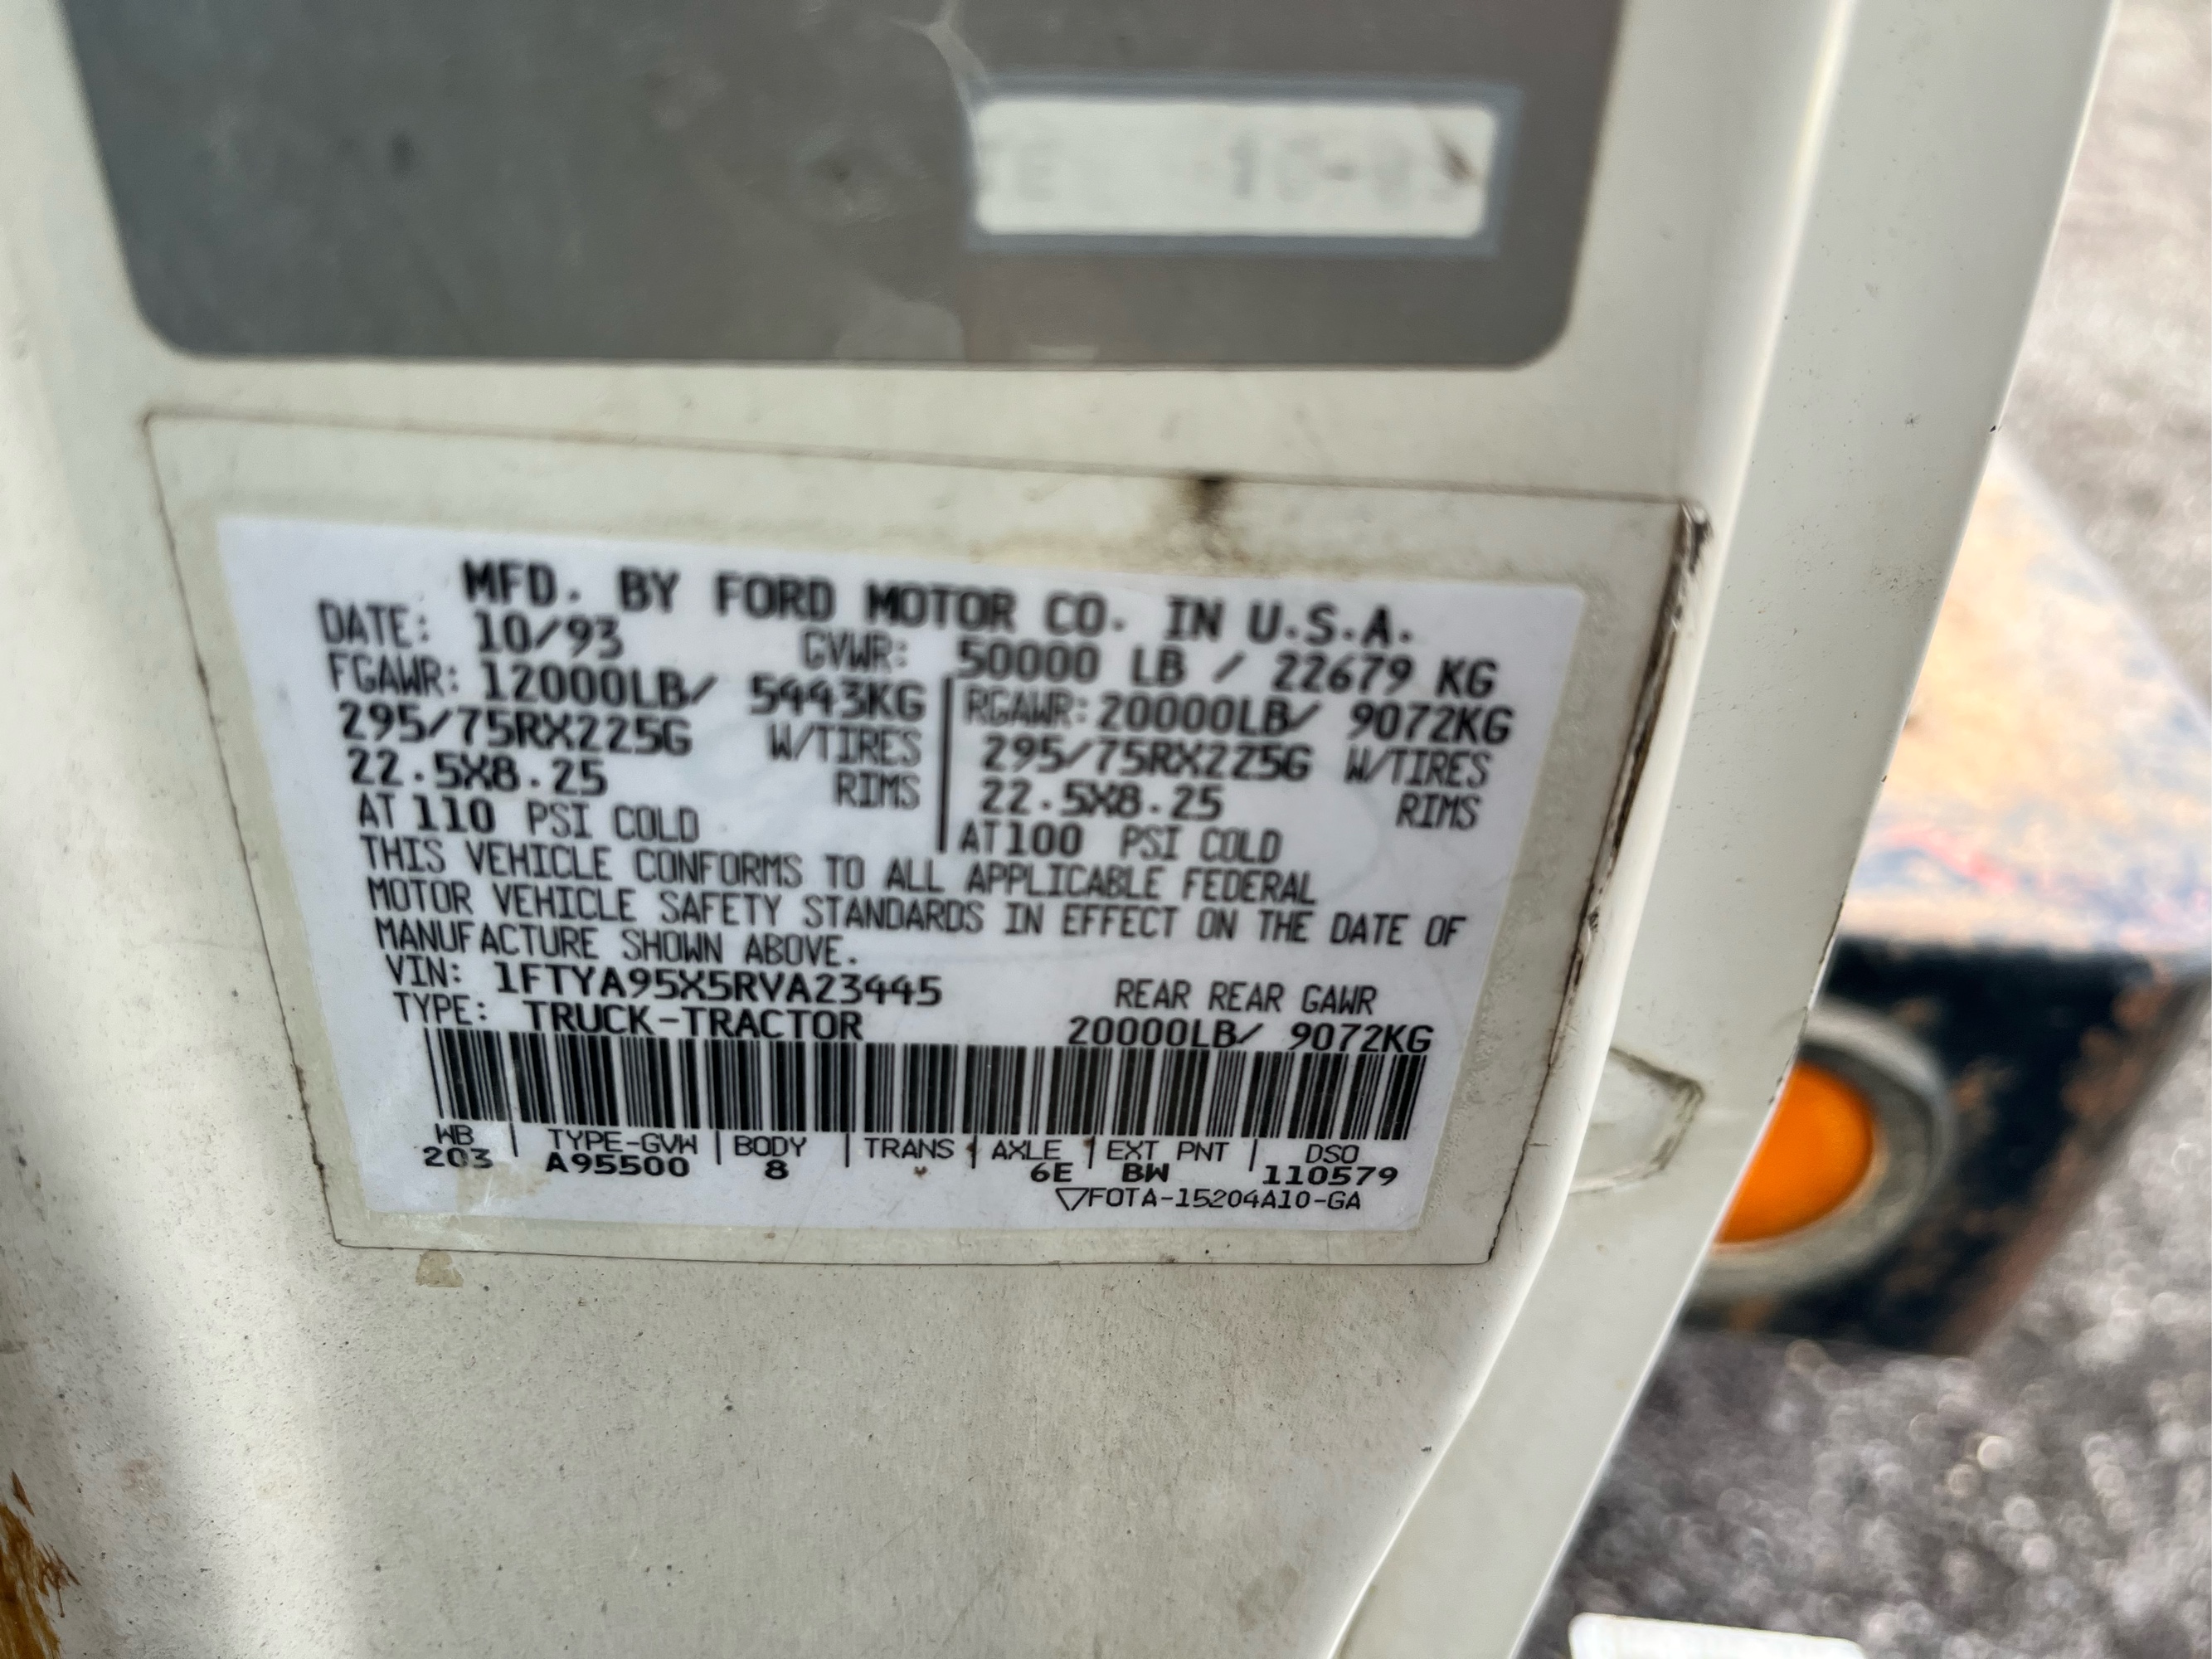 MFD. BY FORD MOTOR CO. IN U.S.A.
DATE: 10/93 GVWR: 50000 LB / 22679 KG
FGAWR: 12000LB/ 5443KG RGAWR: 20000LB/ 9072KG
295/75RX225G W/TIRES 295/75RX225G W/TIRES
22.5X8.25 RIMS 22.5X8.25 RIMS
AT 110 PSI COLD AT 100 PSI COLD
THIS VEHICLE CONFORMS TO ALL APPLICABLE FEDERAL
MOTOR VEHICLE SAFETY STANDARDS IN EFFECT ON THE DATE OF
MANUFACTURE SHOWN ABOVE.
VIN: 1FTYA95X5RVA23445 REAR REAR GAWR
TYPE: TRUCK-TRACTOR 20000LB/ 9072KG
WB | TYPE-GVW | BODY | TRANS | AXLE | EXT PNT | DSO
203 A95500 8 6E BW 110579
▽FOTA-15204A10-GA